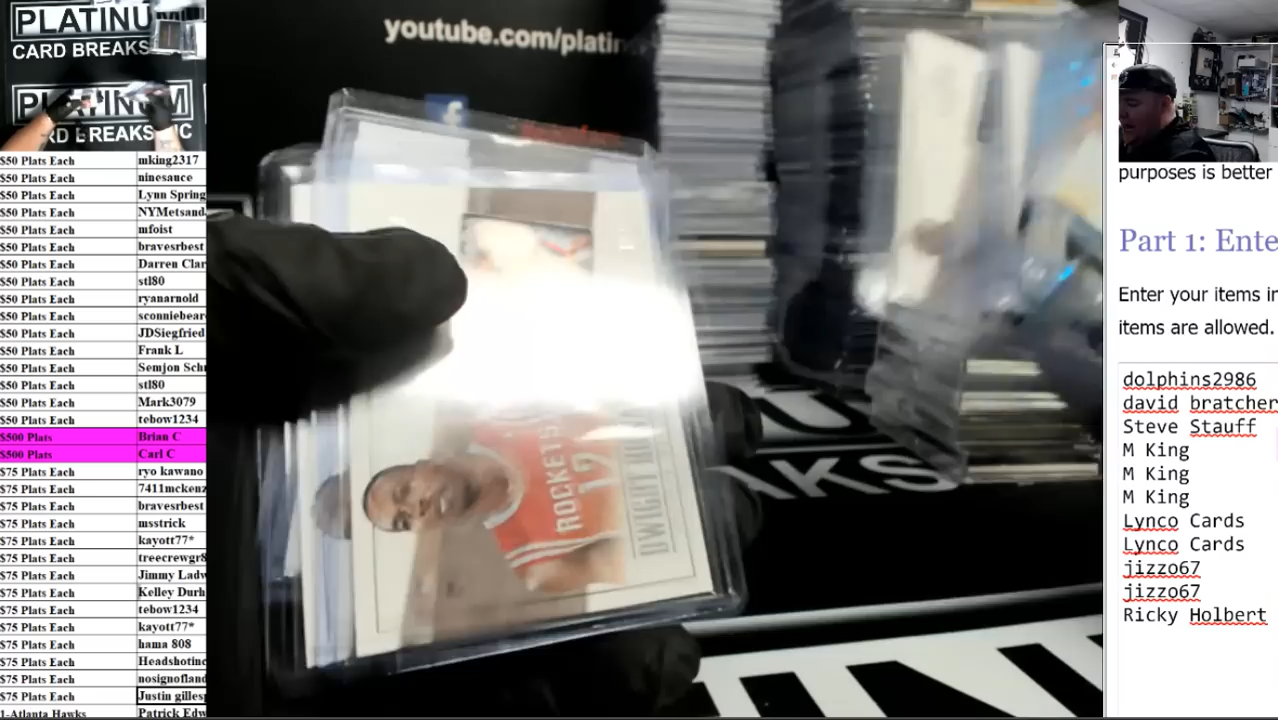 PLATINUM
CARD BREAKS
youtube.com/platin
f
ROCKETS
12
DWIGHT
$50 Plats Each mking2317
$50 Plats Each ninesauce
$50 Plats Each Lynn Spring
$50 Plats Each NYMetsand
$50 Plats Each mfoist
$50 Plats Each bravesrbest
$50 Plats Each Darren Clar
$50 Plats Each stl80
$50 Plats Each ryanarnold
$50 Plats Each sconniebear
$50 Plats Each JDSiegfried
$50 Plats Each Frank L
$50 Plats Each Semjon Sch
$50 Plats Each stl80
$50 Plats Each Mark3079
$50 Plats Each tebow1234
$500 Plats Brian C
$500 Plats Carl C
$75 Plats Each ryo kawano
$75 Plats Each 7411mckenz
$75 Plats Each bravesrbest
$75 Plats Each msstrick
$75 Plats Each kayott77*
$75 Plats Each treecrewgr8
$75 Plats Each Jimmy Ladw
$75 Plats Each Kelley Durh
$75 Plats Each tebow1234
$75 Plats Each kayott77*
$75 Plats Each hama 808
$75 Plats Each Headshotinc
$75 Plats Each nosignofland
$75 Plats Each Justin gilles
1-Atlanta Hawks Patrick Edw
purposes is better
Part 1: Ente
Enter your items in
items are allowed.
dolphins2986
david bratcher
Steve Stauff
M King
M King
M King
Lynco Cards
Lynco Cards
jizzo67
jizzo67
Ricky Holbert